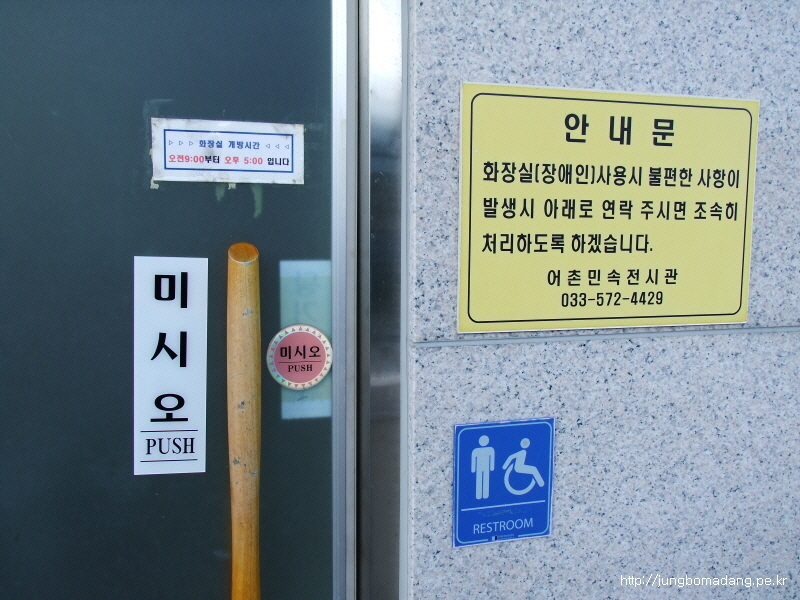 ▷ ▷ ▷ 화장실 개방시간 ◁ ◁ ◁
오전9:00부터 오후 5:00 입니다
미
시
오
PUSH
미시오
PUSH
안 내 문
화장실(장애인)사용시 불편한 사항이
발생시 아래로 연락 주시면 조속히
처리하도록 하겠습니다.
어촌민속전시관
033-572-4429
RESTROOM
http://jungbomadang.pe.kr